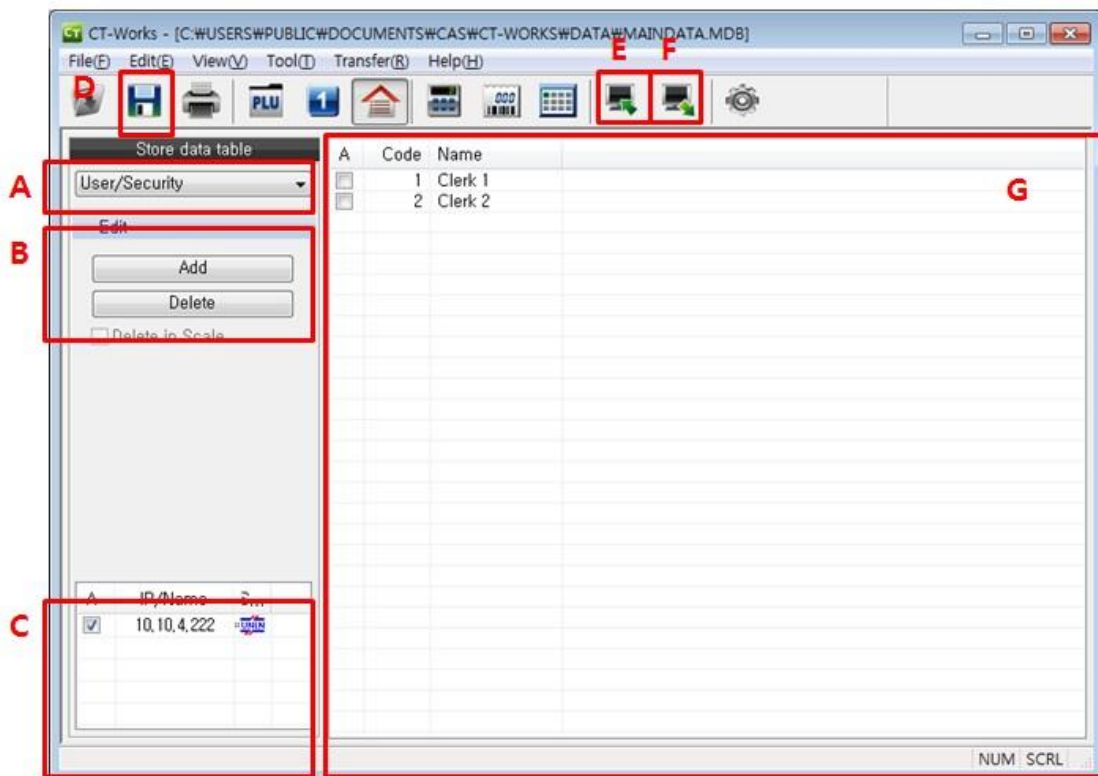 CT-Works - [C:₩USERS₩PUBLIC₩DOCUMENTS₩CAS₩CT-WORKS₩DATA₩MAINDATA.MDB]
File(F) Edit(E) View(V) Tool(T) Transfer(R) Help(H)
E F
D
PLU 1 000
Store data table
A Code Name
A
User/Security
1 Clerk 1
2 Clerk 2
G
Edit
B
Add
Delete
Delete in Scale
A IP/Name S...
C
10,10,4,222
NUM SCRL